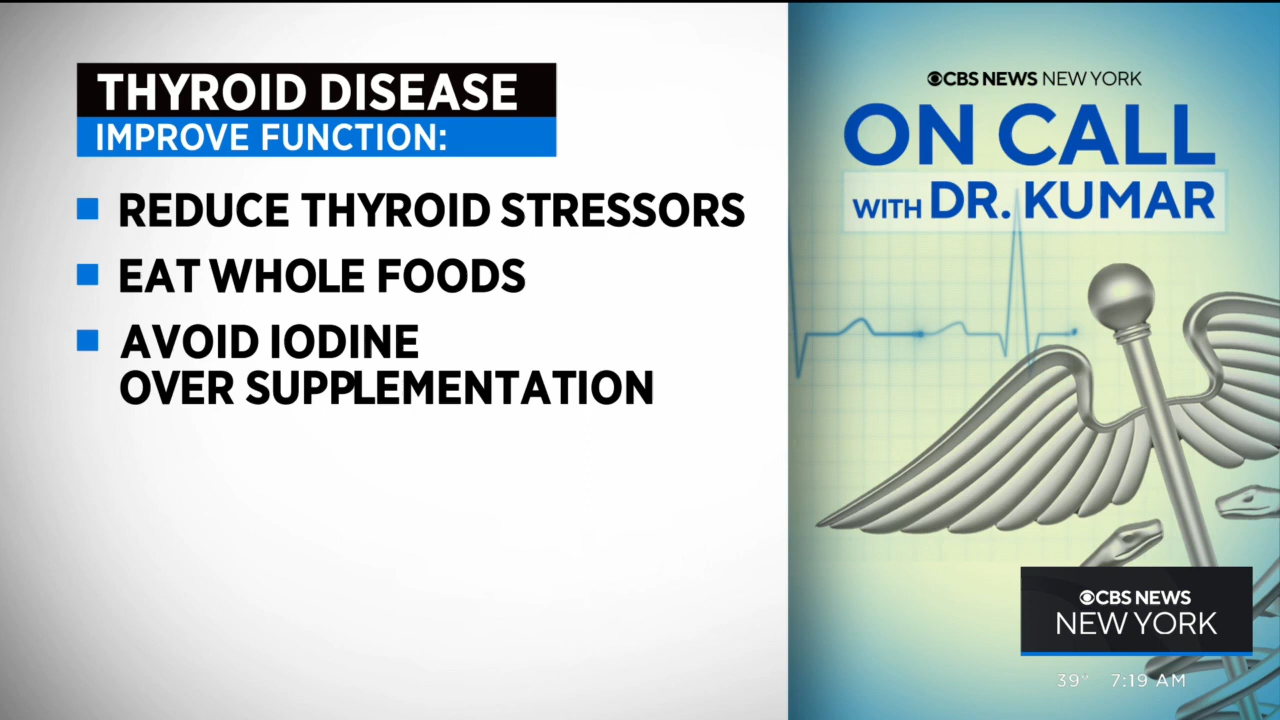 THYROID DISEASE
IMPROVE FUNCTION:
REDUCE THYROID STRESSORS
EAT WHOLE FOODS
AVOID IODINE
OVER SUPPLEMENTATION
CBS NEWS NEW YORK
ON CALL
WITH DR. KUMAR
CBS NEWS
NEW YORK
39° 7:19 AM